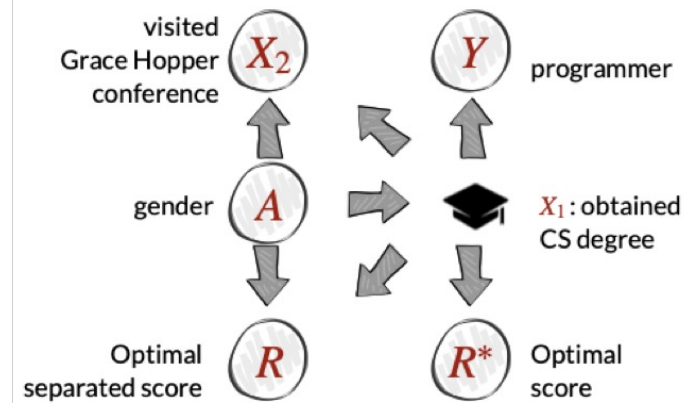 visited
Grace Hopper
conference
X₂
Y
programmer
gender
A
X₁ : obtained
CS degree
Optimal
separated score
R
R*
Optimal
score